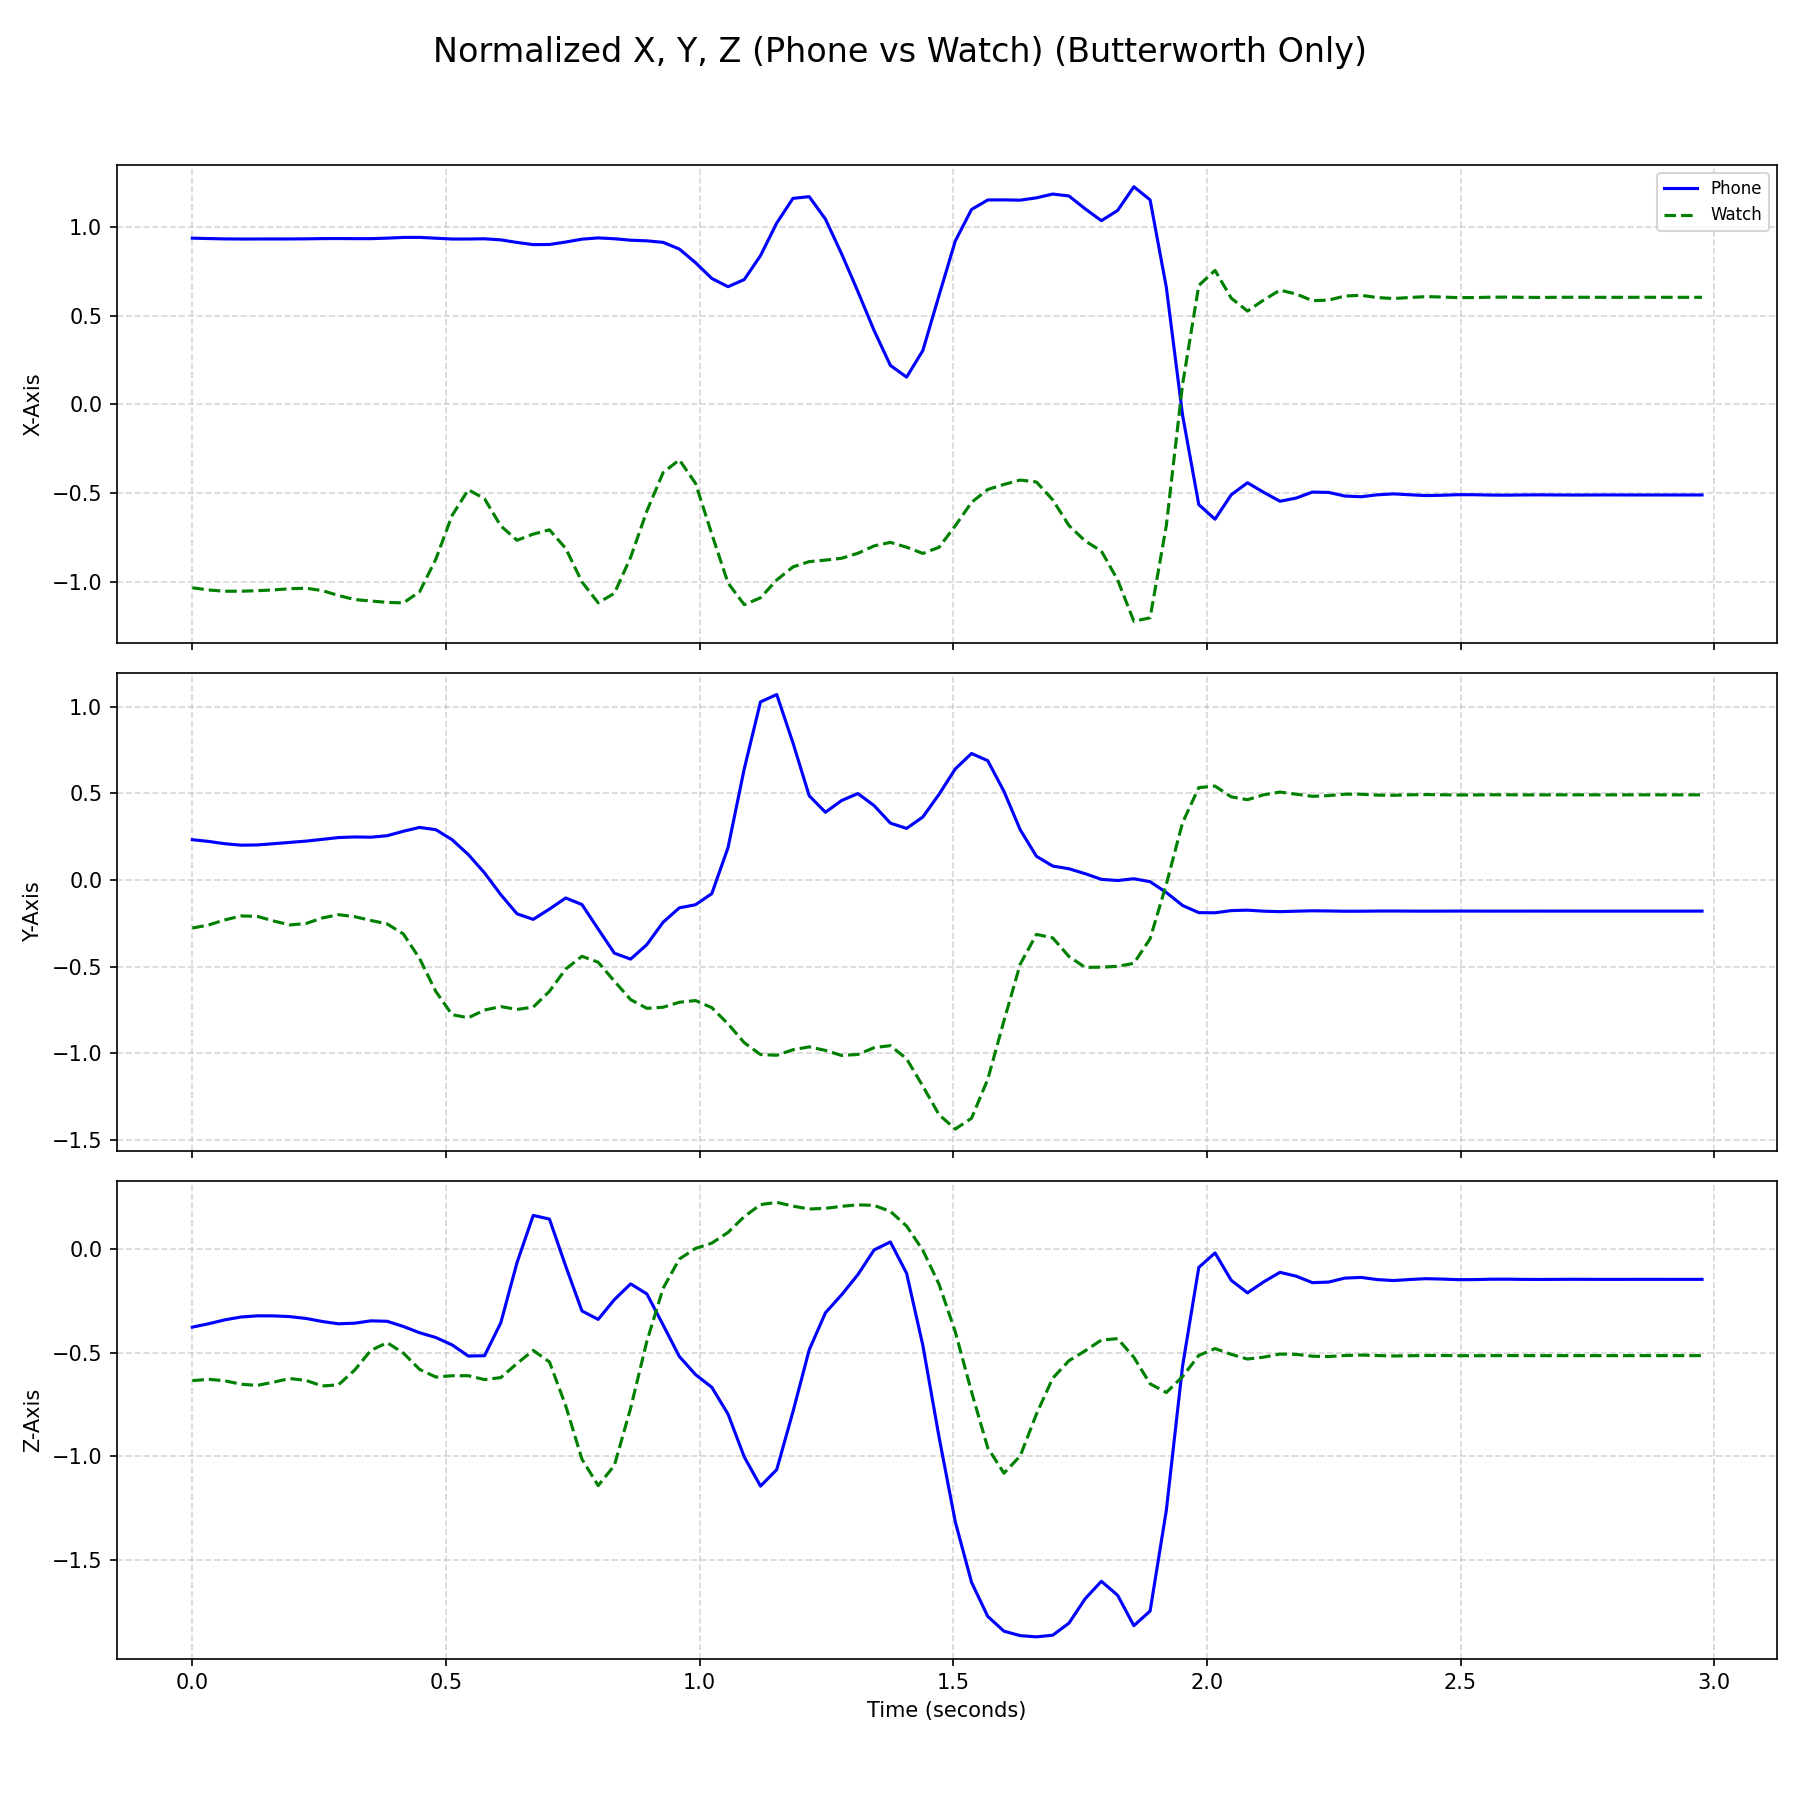 Normalized X, Y, Z (Phone vs Watch) (Butterworth Only)
Phone
Watch
X-Axis
1.0
0.5
0.0
−0.5
−1.0
Y-Axis
1.0
0.5
0.0
−0.5
−1.0
−1.5
Z-Axis
0.0
−0.5
−1.0
−1.5
0.0 0.5 1.0 1.5 2.0 2.5 3.0
Time (seconds)